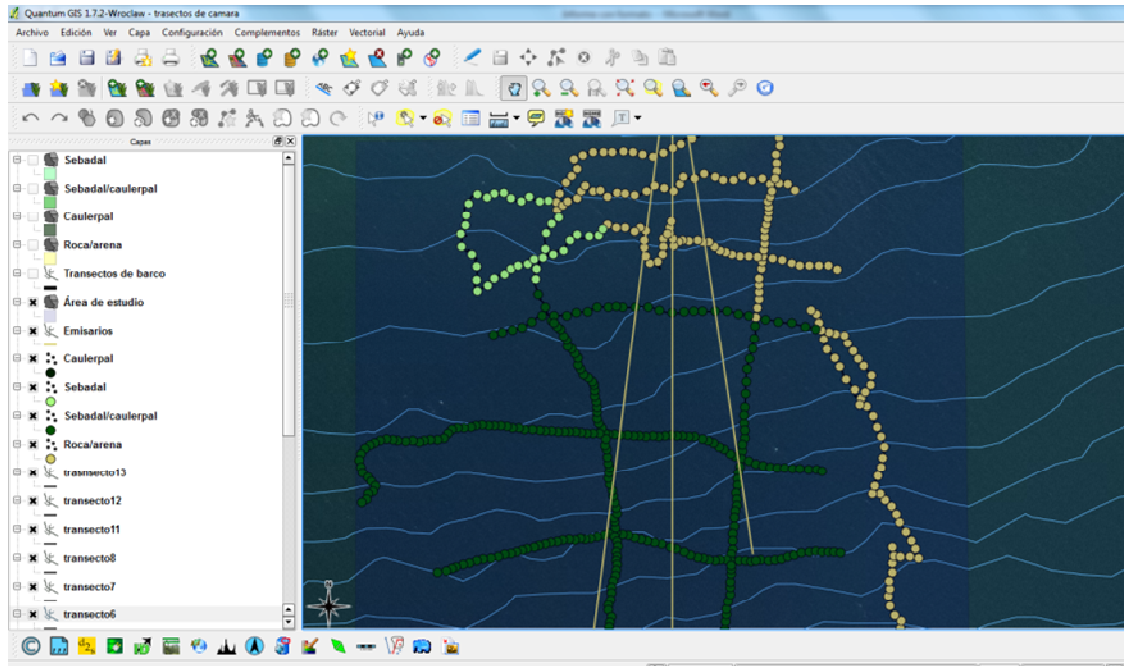 Quantum GIS 1.7.2-Wroclaw - trasectos de camara
Archivo Edición Ver Capa Configuración Complementos Ráster Vectorial Ayuda
Capas
Sebadal
Sebadal/caulerpal
Caulerpal
Roca/arena
Transectos de barco
Área de estudio
Emisarios
Caulerpal
Sebadal
Sebadal/caulerpal
Roca/arena
trasnsecto13
transecto12
transecto11
transecto8
transecto7
transecto6